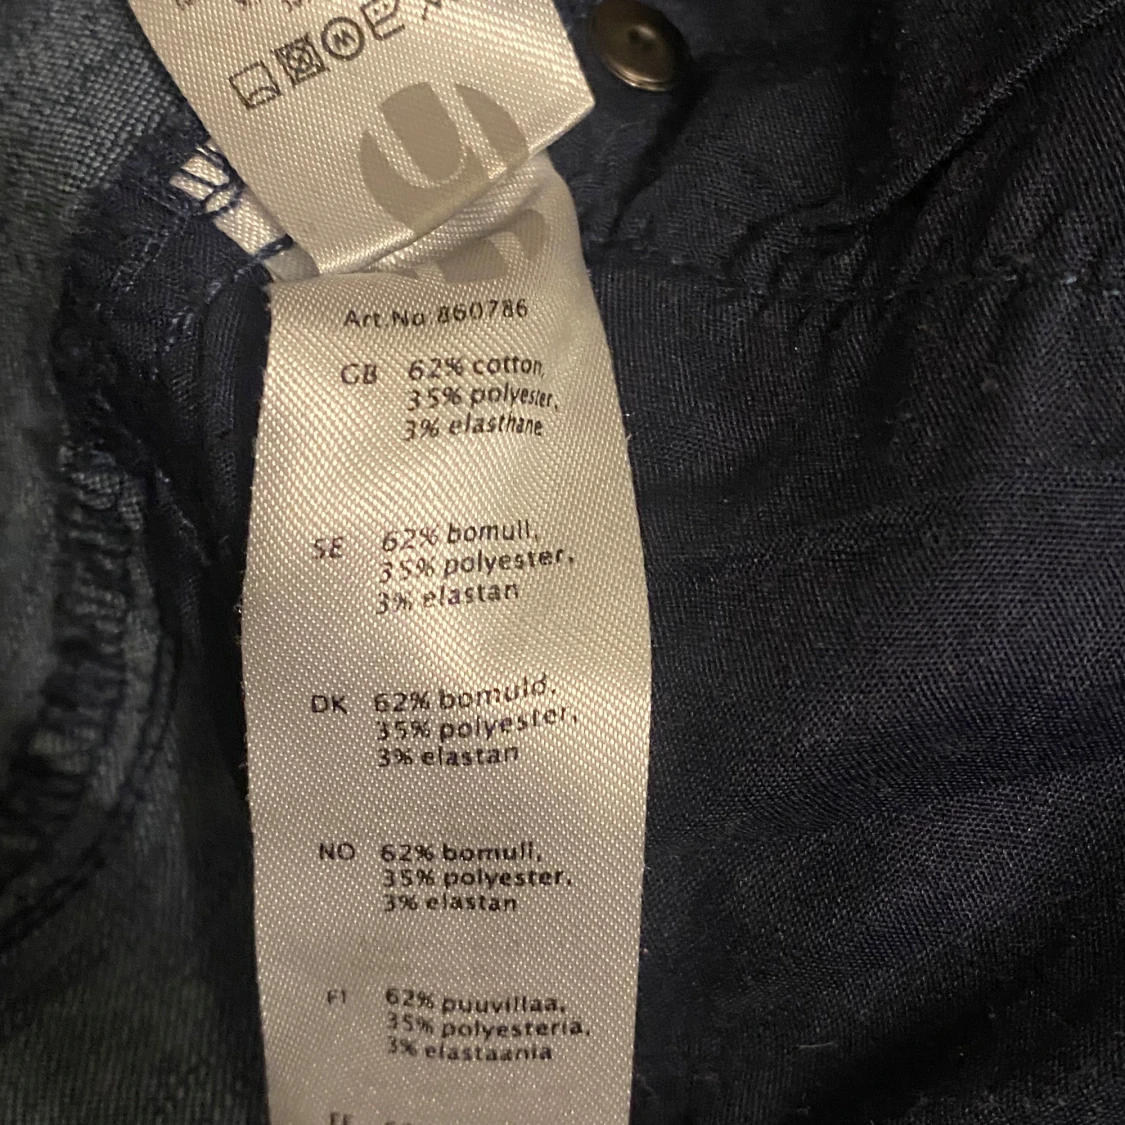 Art.No 860786
GB 62% cotton,
35% polyester,
3% elasthane
SE 62% bomull,
35% polyester,
3% elastan
DK 62% bomuld,
35% polyester,
3% elastan
NO 62% bomull,
35% polyester,
3% elastan
FI 62% puuvillaa,
35% polyesteria,
3% elastaania